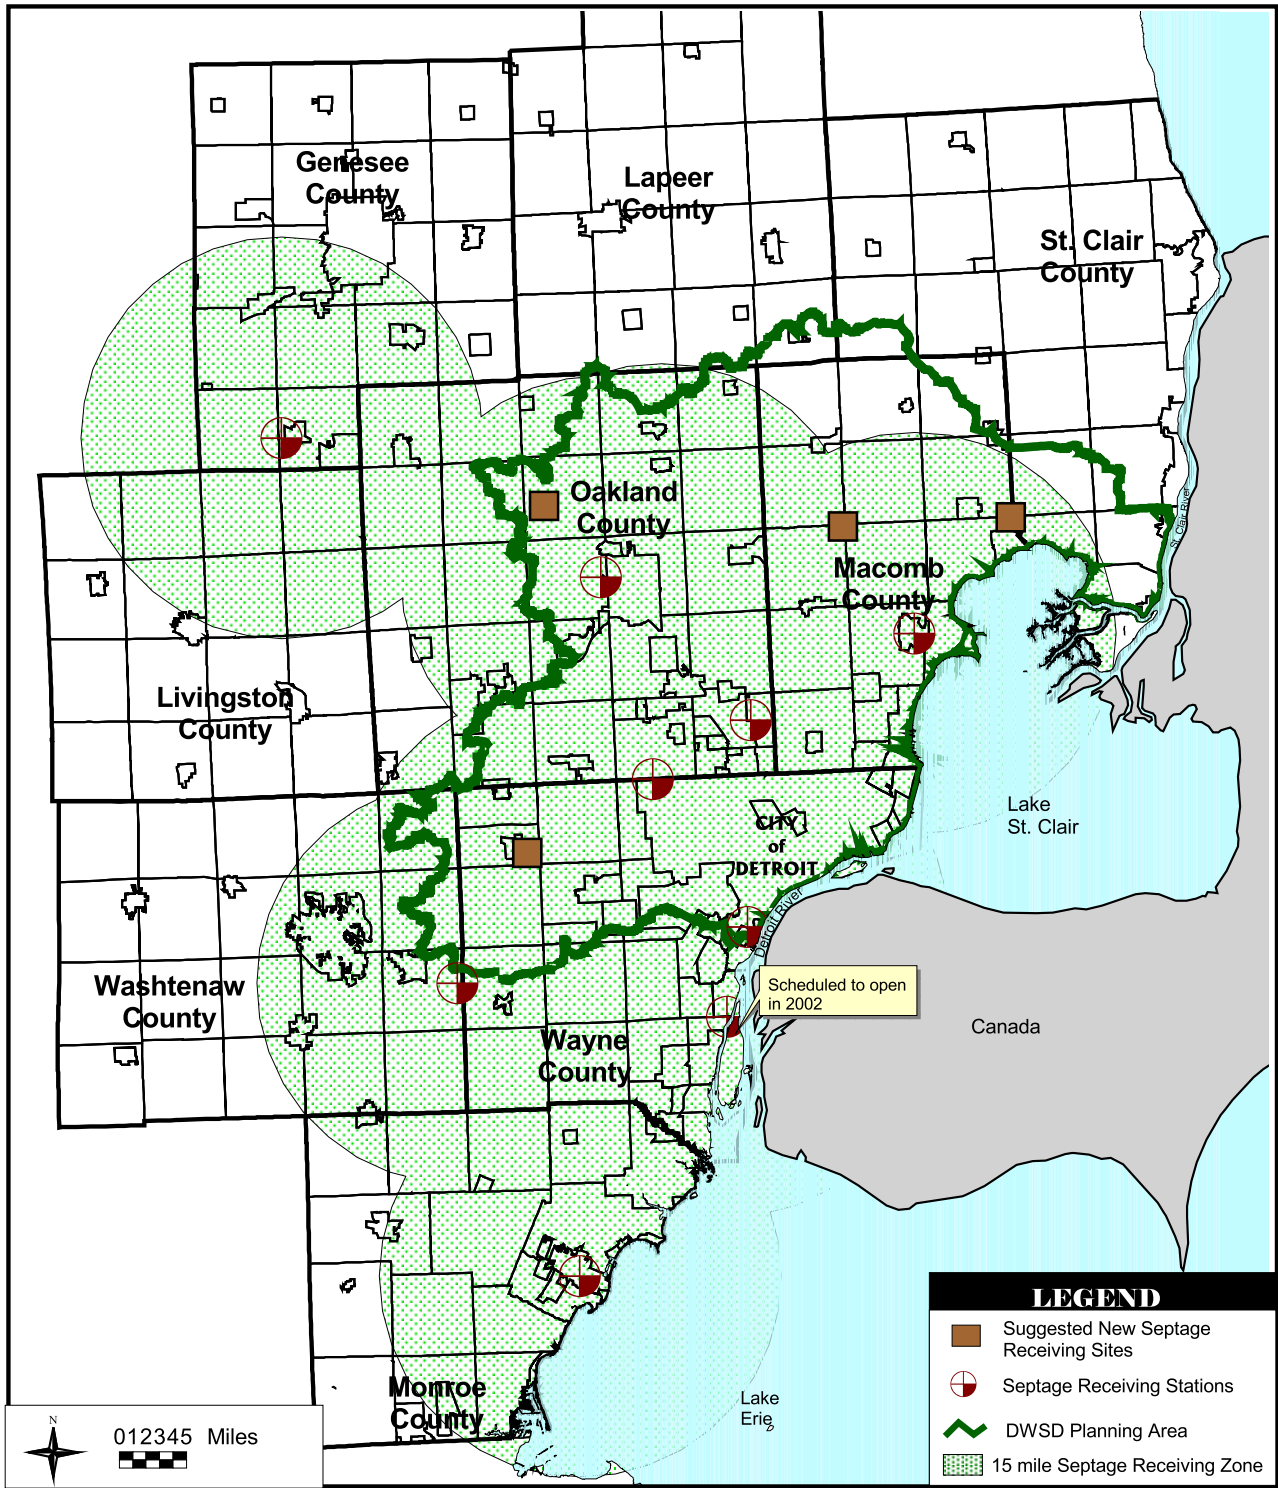 Genesee
County
Lapeer
County
St. Clair
County
Oakland
County
St. Clair River
Macomb
County
Livingston
County
Lake
St. Clair
CITY
of
DETROIT
Detroit River
Scheduled to open
in 2002
Washtenaw
County
Canada
Wayne
County
Monroe
County
Lake
Erie
LEGEND
Suggested New Septage
Receiving Sites
Septage Receiving Stations
DWSD Planning Area
15 mile Septage Receiving Zone
N
012345 Miles